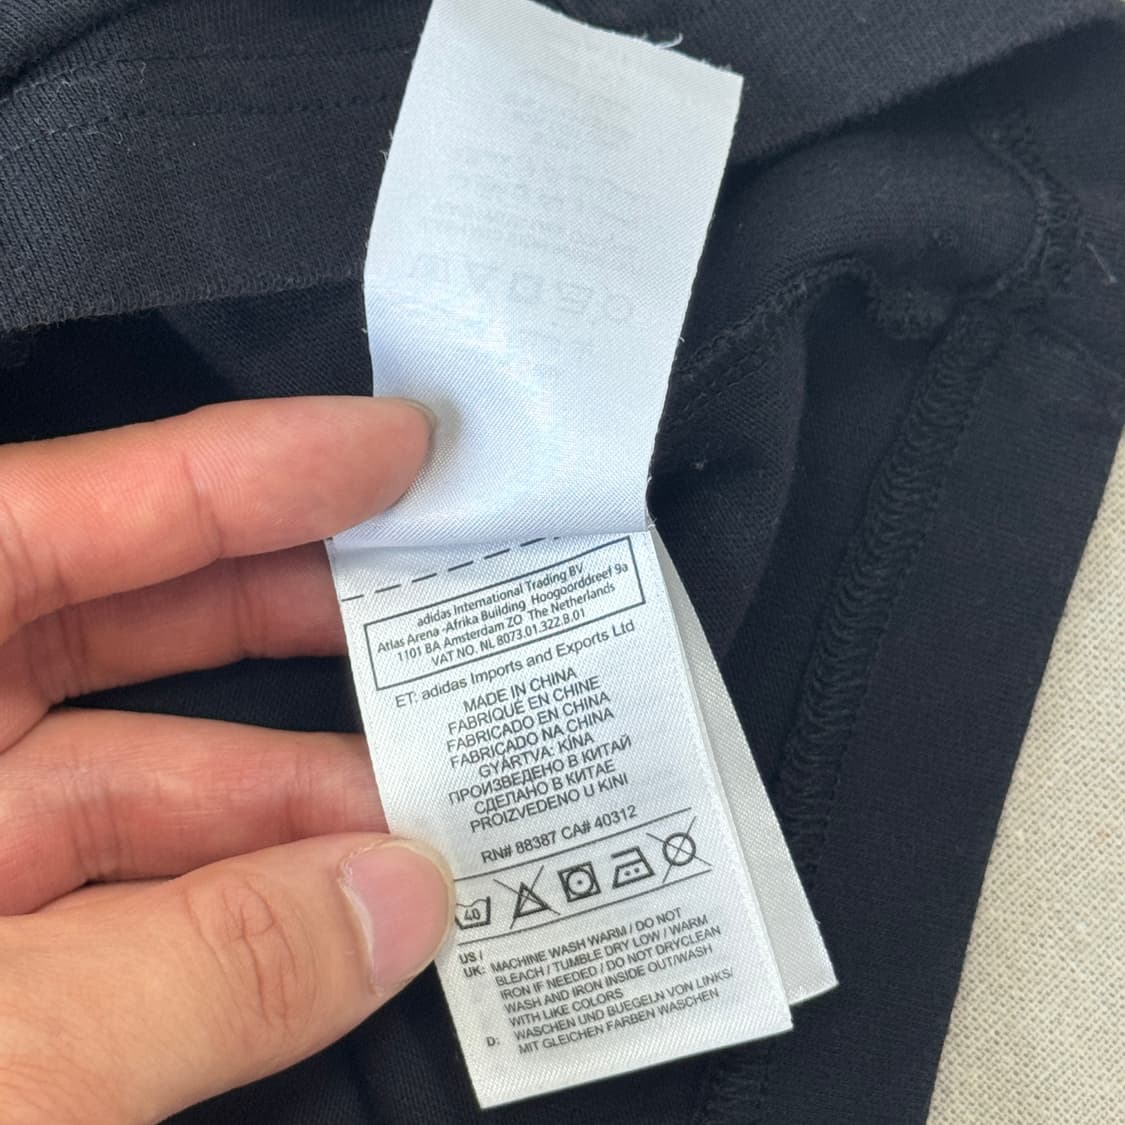 adidas International Trading BV
Atlas Arena -Afrika Building Hoogoorddreef 9a
1101 BA Amsterdam ZO The Netherlands
VAT NO. NL 8073.01.322.B.01
ET: adidas Imports and Exports Ltd
MADE IN CHINA
FABRIQUE EN CHINE
FABRICADO EN CHINA
FABRICADO NA CHINA
GYÁRTVA: KÍNA
ПРОИЗВЕДЕНО В КИТАЙ
СДЕЛАНО В КИТАЕ
PROIZVEDENO U KINI
RN# 88387 CA# 40312
40
US /
UK: MACHINE WASH WARM / DO NOT
BLEACH / TUMBLE DRY LOW / WARM
IRON IF NEEDED / DO NOT DRYCLEAN
WASH AND IRON INSIDE OUT/WASH
WITH LIKE COLORS
D: WASCHEN UND BUEGELN VON LINKS/
MIT GLEICHEN FARBEN WASCHEN